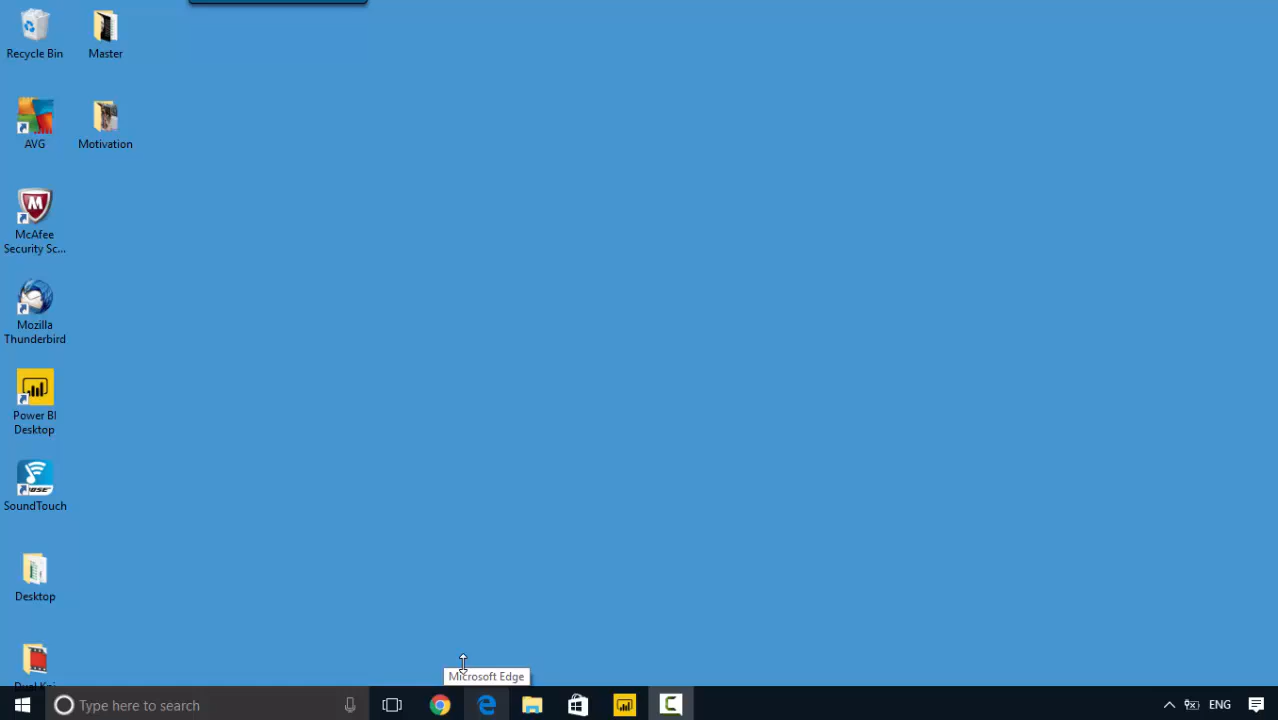 Recycle Bin
Master
AVG
Motivation
McAfee
Security Sc...
Mozilla
Thunderbird
Power BI
Desktop
BOSE
SoundTouch
Desktop
Microsoft Edge
Type here to search
ENG